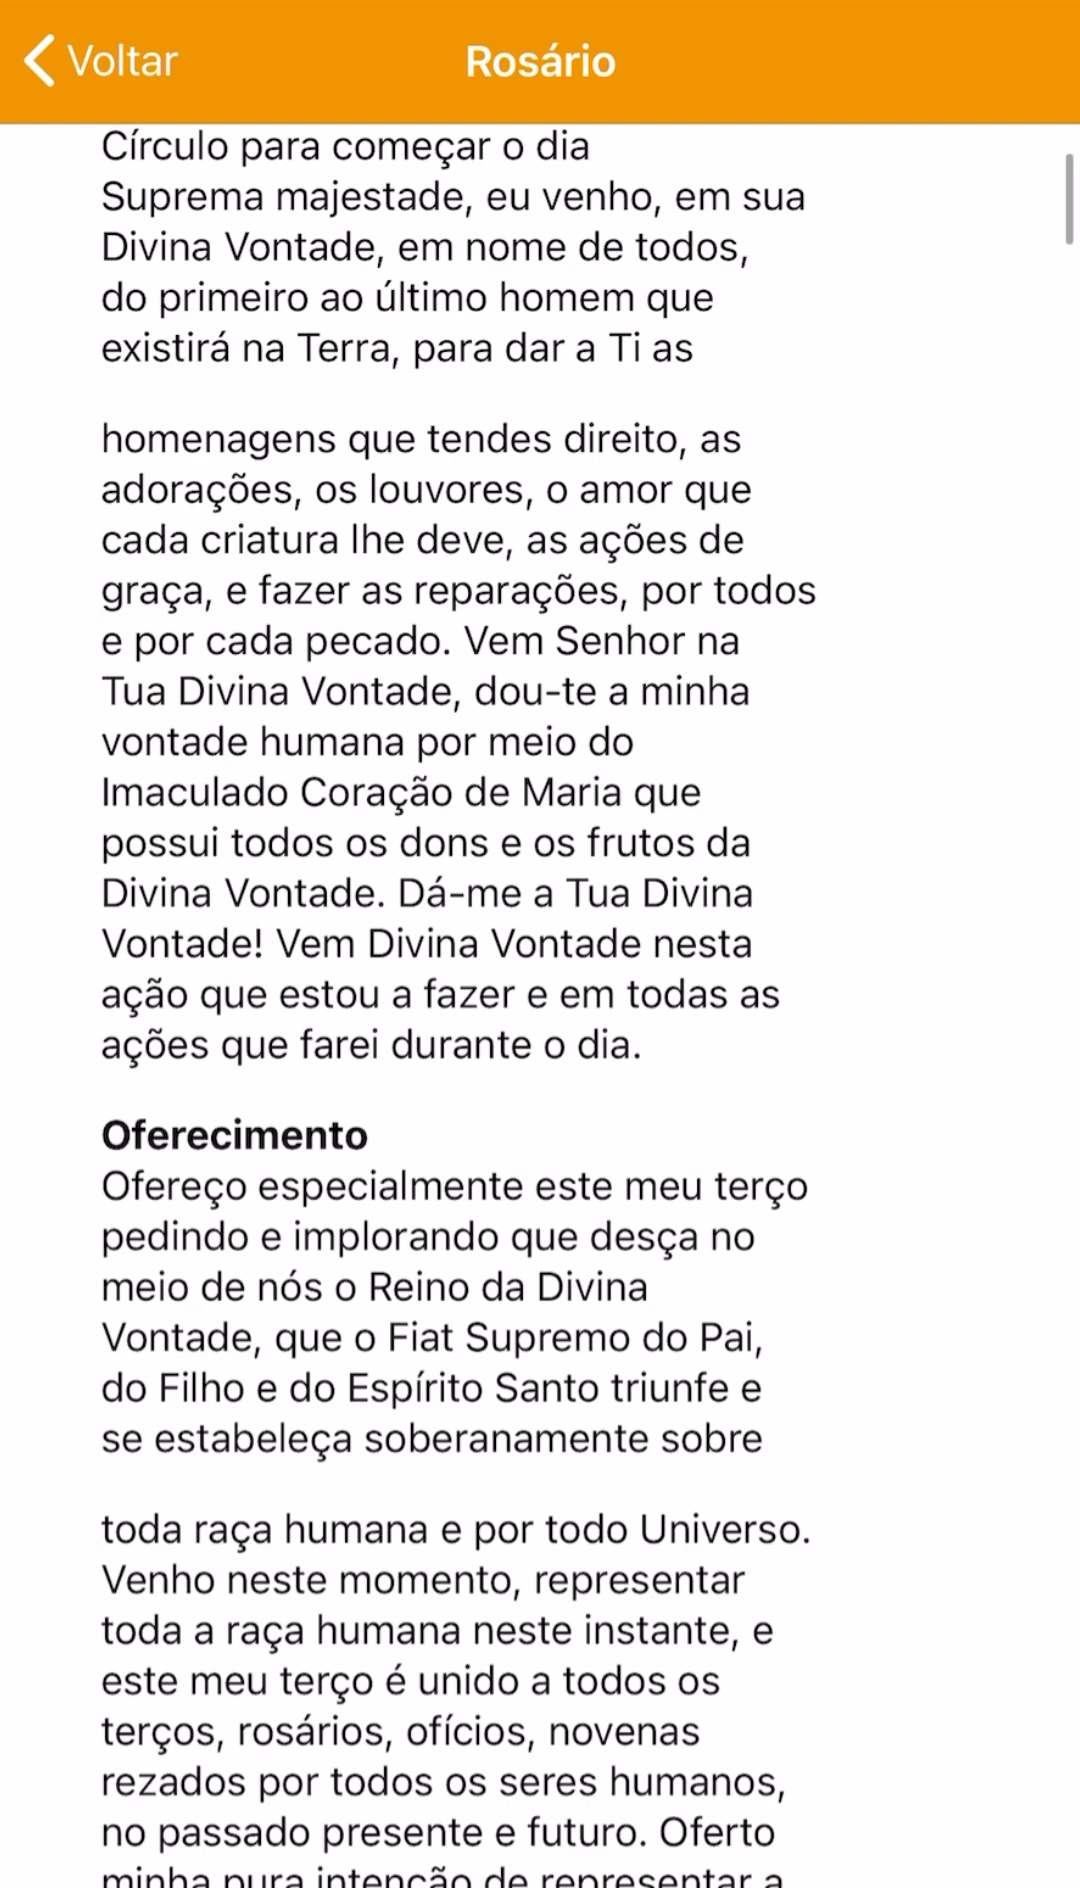 Voltar
Rosário
Círculo para começar o dia
Suprema majestade, eu venho, em sua
Divina Vontade, em nome de todos,
do primeiro ao último homem que
existirá na Terra, para dar a Ti as
homenagens que tendes direito, as
adorações, os louvores, o amor que
cada criatura lhe deve, as ações de
graça, e fazer as reparações, por todos
e por cada pecado. Vem Senhor na
Tua Divina Vontade, dou-te a minha
vontade humana por meio do
Imaculado Coração de Maria que
possui todos os dons e os frutos da
Divina Vontade. Dá-me a Tua Divina
Vontade! Vem Divina Vontade nesta
ação que estou a fazer e em todas as
ações que farei durante o dia.
Oferecimento
Ofereço especialmente este meu terço
pedindo e implorando que desça no
meio de nós o Reino da Divina
Vontade, que o Fiat Supremo do Pai,
do Filho e do Espírito Santo triunfe e
se estabeleça soberanamente sobre
toda raça humana e por todo Universo.
Venho neste momento, representar
toda a raça humana neste instante, e
este meu terço é unido a todos os
terços, rosários, ofícios, novenas
rezados por todos os seres humanos,
no passado presente e futuro. Oferto
minha pura intenção de representar a